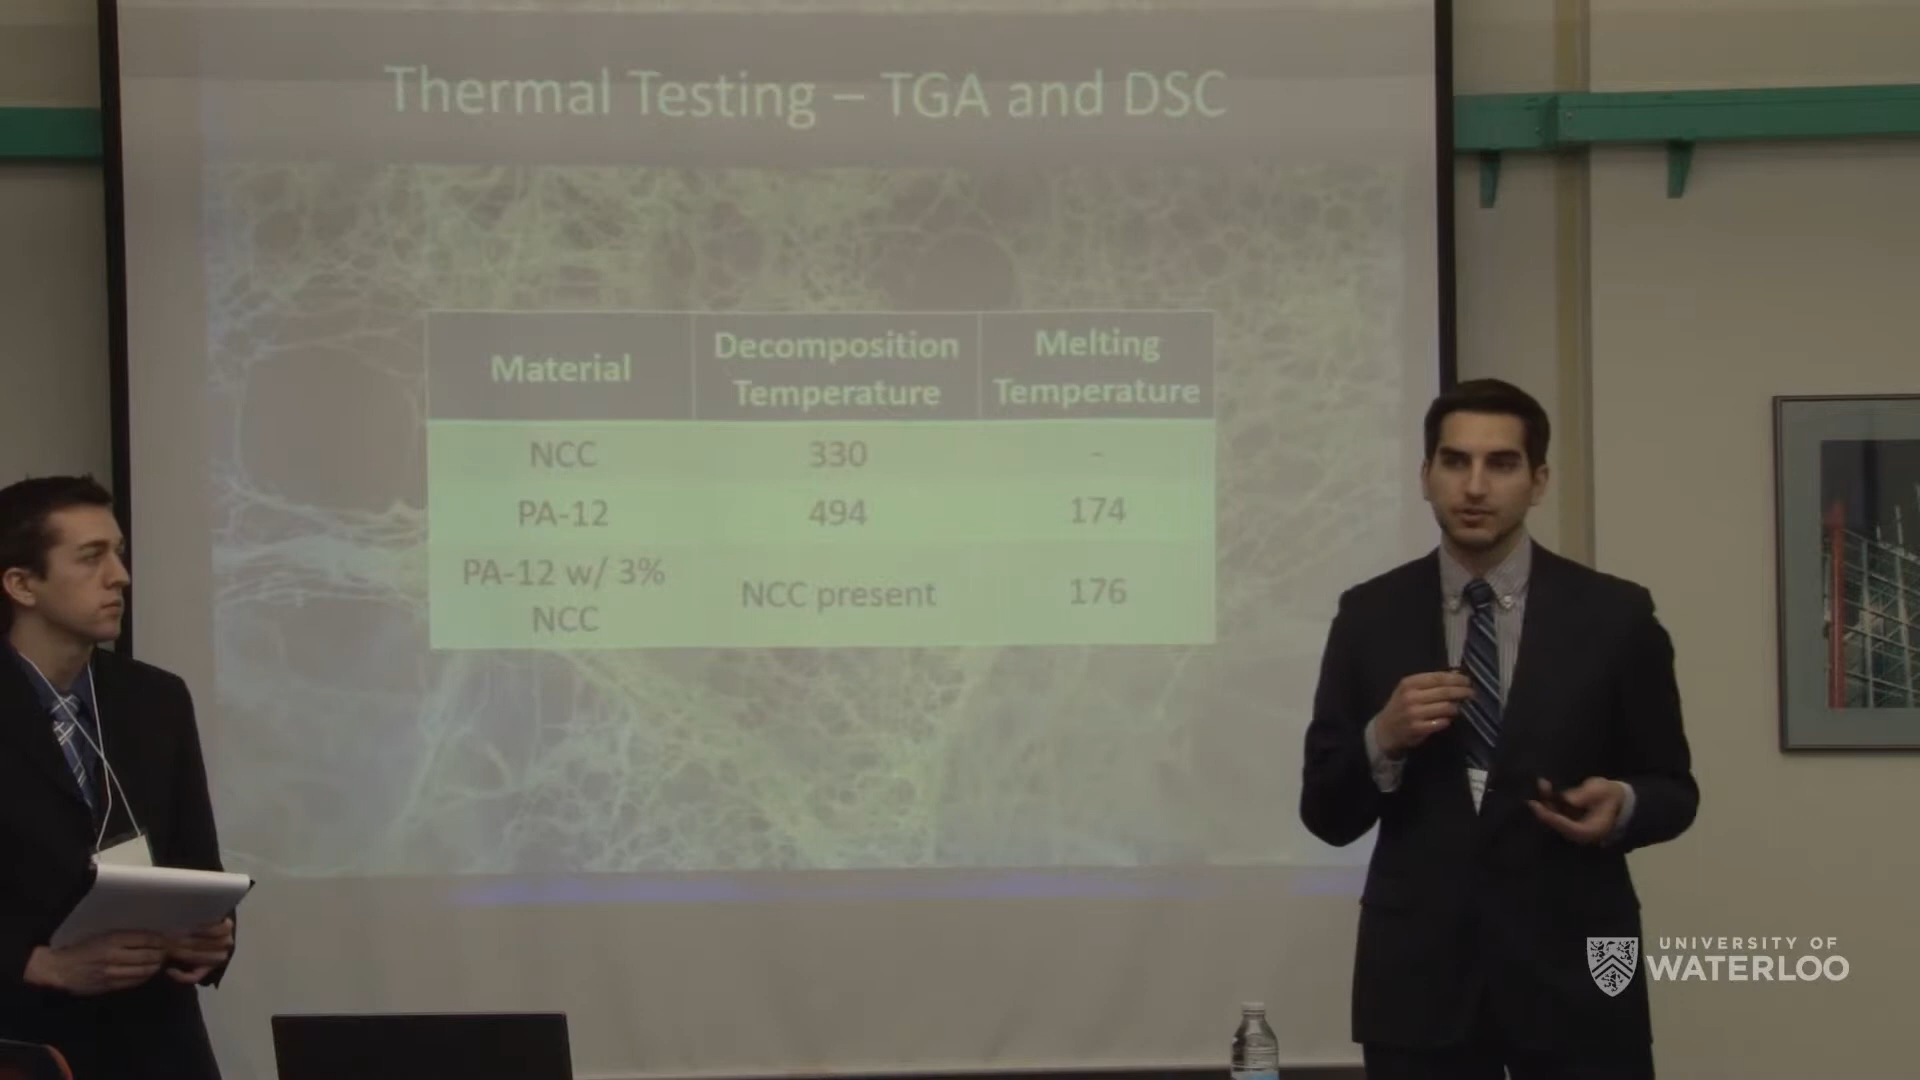 Thermal Testing – TGA and DSC
Material
Decomposition
Temperature
Melting
Temperature
NCC
330
-
PA-12
494
174
PA-12 w/ 3%
NCC
NCC present
176
UNIVERSITY OF
WATERLOO